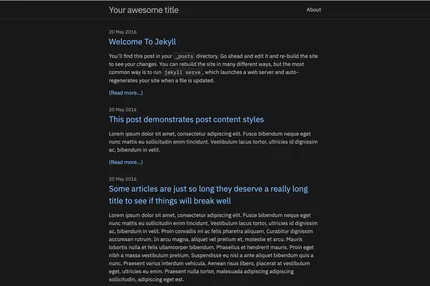 Your awesome title
About
20 May 2016
Welcome To Jekyll
You'll find this post in your _posts directory. Go ahead and edit it and re-build the site
to see your changes. You can rebuild the site in many different ways, but the most
common way is to run jekyll serve, which launches a web server and auto-
regenerates your site when a file is updated.
(Read more...)
20 May 2016
This post demonstrates post content styles
Lorem ipsum dolor sit amet, consectetur adipiscing elit. Fusce bibendum neque eget
nunc mattis eu sollicitudin enim tincidunt. Vestibulum lacus tortor, ultricies id dignissim
ac, bibendum in velit.
(Read more...)
20 May 2016
Some articles are just so long they deserve a really long
title to see if things will break well
Lorem ipsum dolor sit amet, consectetur adipiscing elit. Fusce bibendum neque eget
nunc mattis eu sollicitudin enim tincidunt. Vestibulum lacus tortor, ultricies id dignissim
ac, bibendum in velit. Proin convallis mi ac felis pharetra aliquam. Curabitur dignissim
accumsan rutrum. In arcu magna, aliquet vel pretium et, molestie et arcu. Mauris
lobortis nulla et felis ullamcorper bibendum. Phasellus et hendrerit mauris. Proin eget
nibh a massa vestibulum pretium. Suspendisse eu nisl a ante aliquet bibendum quis a
nunc. Praesent varius interdum vehicula. Aenean risus libero, placerat at vestibulum
eget, ultricies eu enim. Praesent nulla tortor, malesuada adipiscing adipiscing
sollicitudin, adipiscing eget est.